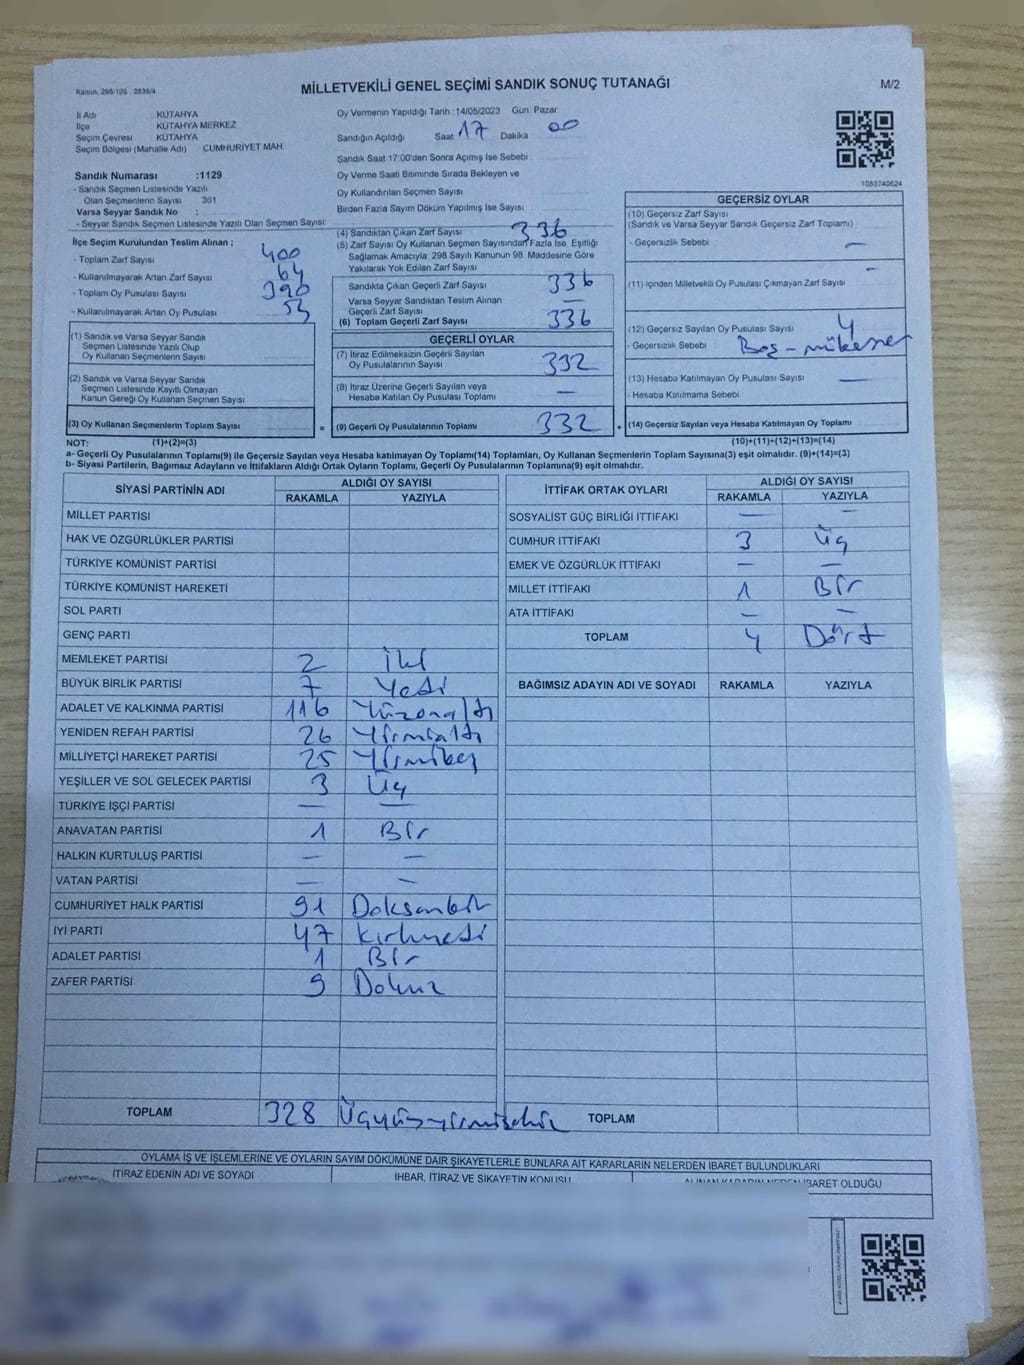 Kanun, 298/105 , 2839/4
MİLLETVEKİLİ GENEL SEÇİMİ SANDIK SONUÇ TUTANAĞI
M/2
İl Adı : KÜTAHYA
İlçe : KÜTAHYA MERKEZ
Seçim Çevresi : KÜTAHYA
Seçim Bölgesi (Mahalle Adı) CUMHURİYET MAH.
Sandık Numarası :1129
- Sandık Seçmen Listesinde Yazılı
Olan Seçmenlerin Sayısı 361
Varsa Seyyar Sandık No :
- Seyyar Sandık Seçmen Listesinde Yazılı Olan Seçmen Sayısı
İlçe Seçim Kurulundan Teslim Alınan ;
- Toplam Zarf Sayısı 400
- Kullanılmayarak Artan Zarf Sayısı 64
- Toplam Oy Pusulası Sayısı 390
- Kullanılmayarak Artan Oy Pusulası 53
(1) Sandık ve Varsa Seyyar Sandık
Seçmen Listesinde Yazılı Olup
Oy Kullanan Seçmenlerin Sayısı
(2) Sandık ve Varsa Seyyar Sandık
Seçmen Listesinde Kayıtlı Olmayan
Kanun Gereği Oy Kullanan Seçmen Sayısı
(3) Oy Kullanan Seçmenlerin Toplam Sayısı
=
Oy Vermenin Yapıldığı Tarih :14/05/2023 Gün: Pazar
Sandığın Açıldığı Saat 17 Dakika 00
Sandık Saat 17.00'den Sonra Açımış İse Sebebi
Oy Verme Saati Bitiminde Sırada Bekleyen ve
Oy Kullandırılan Seçmen Sayısı
Birden Fazla Sayım Döküm Yapılmış İse Sayısı
(4) Sandıktan Çıkan Zarf Sayısı 336
(5) Zarf Sayısı Oy Kullanan Seçmen Sayısından Fazla İse, Eşitliği
Sağlamak Amacıyla; 298 Sayılı Kanunun 98. Maddesine Göre
Yakılarak Yok Edilen Zarf Sayısı
Sandıkta Çıkan Geçerli Zarf Sayısı 336
Varsa Seyyar Sandıktan Teslim Alınan
Geçerli Zarf Sayısı —
(6) Toplam Geçerli Zarf Sayısı 336
GEÇERLİ OYLAR
(7) İtiraz Edilmeksizin Geçerli Sayılan
Oy Pusulalarının Sayısı 332
(8) İtiraz Üzerine Geçerli Sayılan veya
Hesaba Katılan Oy Pusulası Toplamı —
(9) Geçerli Oy Pusulalarının Toplamı 332
+
1083740624
GEÇERSİZ OYLAR
(10) Geçersiz Zarf Sayısı
(Sandık ve Varsa Seyyar Sandık Geçersiz Zarf Toplamı)
- Geçersizlik Sebebi —
—
(11) İçinden Milletvekili Oy Pusulası Çıkmayan Zarf Sayısı
(12) Geçersiz Sayılan Oy Pusulası Sayısı 4
- Geçersizlik Sebebi Boş - mükerrer
(13) Hesaba Katılmayan Oy Pusulası Sayısı —
- Hesaba Katılmama Sebebi
(14) Geçersiz Sayılan veya Hesaba Katılmayan Oy Toplamı
NOT: (1)+(2)=(3)
(10)+(11)+(12)+(13)=(14)
a- Geçerli Oy Pusulalarının Toplamı(9) ile Geçersiz Sayılan veya Hesaba katılmayan Oy Toplamı(14) Toplamları, Oy Kullanan Seçmenlerin Toplam Sayısına(3) eşit olmalıdır. (9)+(14)=(3)
b- Siyasi Partilerin, Bağımsız Adayların ve İttifakların Aldığı Ortak Oyların Toplamı, Geçerli Oy Pusulalarının Toplamına(9) eşit olmalıdır.
SİYASİ PARTİNİN ADI ALDIĞI OY SAYISI
RAKAMLA YAZIYLA
MİLLET PARTİSİ
HAK VE ÖZGÜRLÜKLER PARTİSİ
TÜRKİYE KOMÜNİST PARTİSİ
TÜRKİYE KOMÜNİST HAREKETİ
SOL PARTİ
GENÇ PARTİ
MEMLEKET PARTİSİ 2 İki
BÜYÜK BİRLİK PARTİSİ 7 Yedi
ADALET VE KALKINMA PARTİSİ 116 Yüzonaltı
YENİDEN REFAH PARTİSİ 26 Yirmialtı
MİLLİYETÇİ HAREKET PARTİSİ 25 Yirmibeş
YEŞİLLER VE SOL GELECEK PARTİSİ 3 Üç
TÜRKİYE İŞÇİ PARTİSİ — —
ANAVATAN PARTİSİ 1 Bir
HALKIN KURTULUŞ PARTİSİ — —
VATAN PARTİSİ — —
CUMHURİYET HALK PARTİSİ 91 Doksanbir
İYİ PARTİ 47 Kırkyedi
ADALET PARTİSİ 1 Bir
ZAFER PARTİSİ 9 Dokuz
TOPLAM 328 Üçyüzyirmisekiz
İTTİFAK ORTAK OYLARI ALDIĞI OY SAYISI
RAKAMLA YAZIYLA
SOSYALİST GÜÇ BİRLİĞİ İTTİFAKI — —
CUMHUR İTTİFAKI 3 Üç
EMEK VE ÖZGÜRLÜK İTTİFAKI — —
MİLLET İTTİFAKI 1 Bir
ATA İTTİFAKI — —
TOPLAM 4 Dört
BAĞIMSIZ ADAYIN ADI VE SOYADI RAKAMLA YAZIYLA
TOPLAM
OYLAMA İŞ VE İŞLEMLERİNE VE OYLARIN SAYIM DÖKÜMÜNE DAİR ŞİKAYETLERLE BUNLARA AİT KARARLARIN NELERDEN İBARET BULUNDUKLARI
İTİRAZ EDENİN ADI VE SOYADI İHBAR, İTİRAZ VE ŞİKAYETİN KONUSU ALINAN KARARIN NEDEN İBARET OLDUĞU